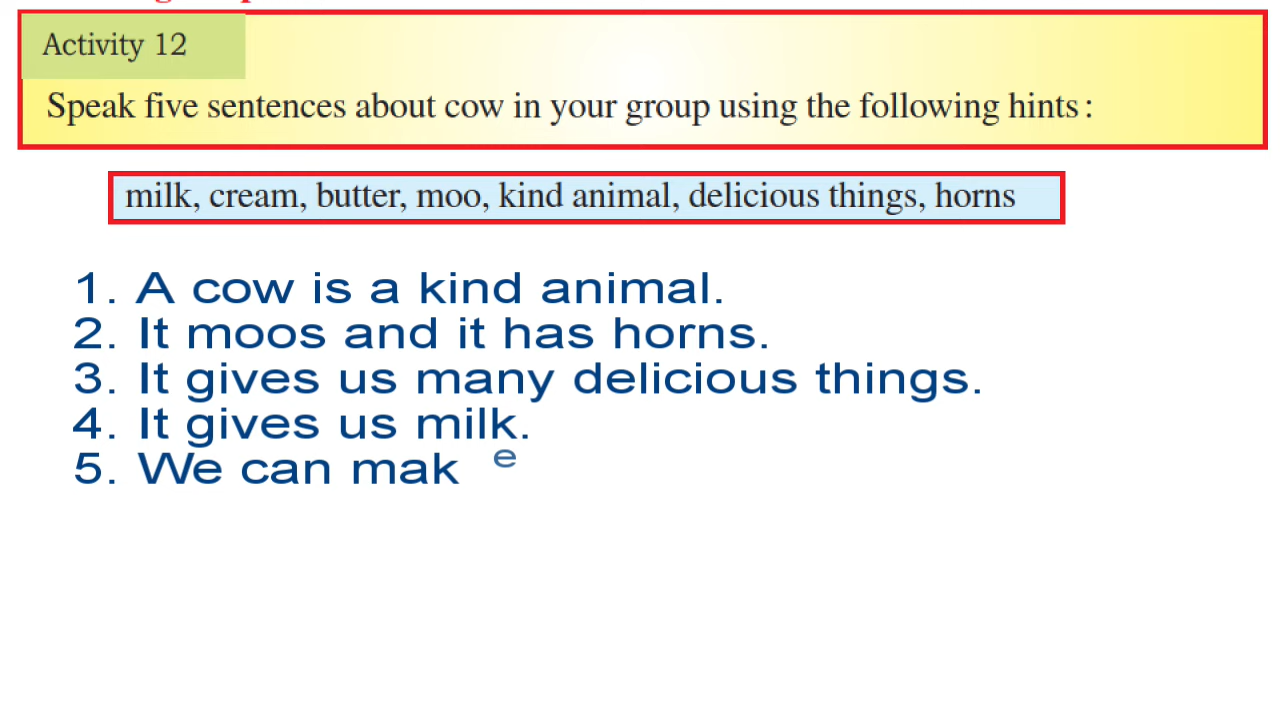 Activity 12
Speak five sentences about cow in your group using the following hints:
milk, cream, butter, moo, kind animal, delicious things, horns
1. A cow is a kind animal.
2. It moos and it has horns.
3. It gives us many delicious things.
4. It gives us milk.
5. We can mak e